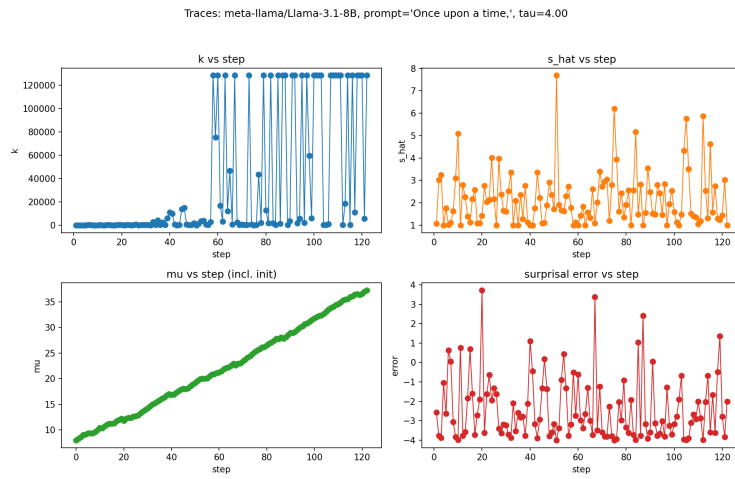 Traces: meta-llama/Llama-3.1-8B, prompt='Once upon a time,', tau=4.00
k vs step
k
120000
100000
80000
60000
40000
20000
0
0 20 40 60 80 100 120
step
s_hat vs step
s_hat
8
7
6
5
4
3
2
1
0 20 40 60 80 100 120
step
mu vs step (incl. init)
mu
35
30
25
20
15
10
0 20 40 60 80 100 120
step
surprisal error vs step
error
4
3
2
1
0
−1
−2
−3
−4
0 20 40 60 80 100 120
step